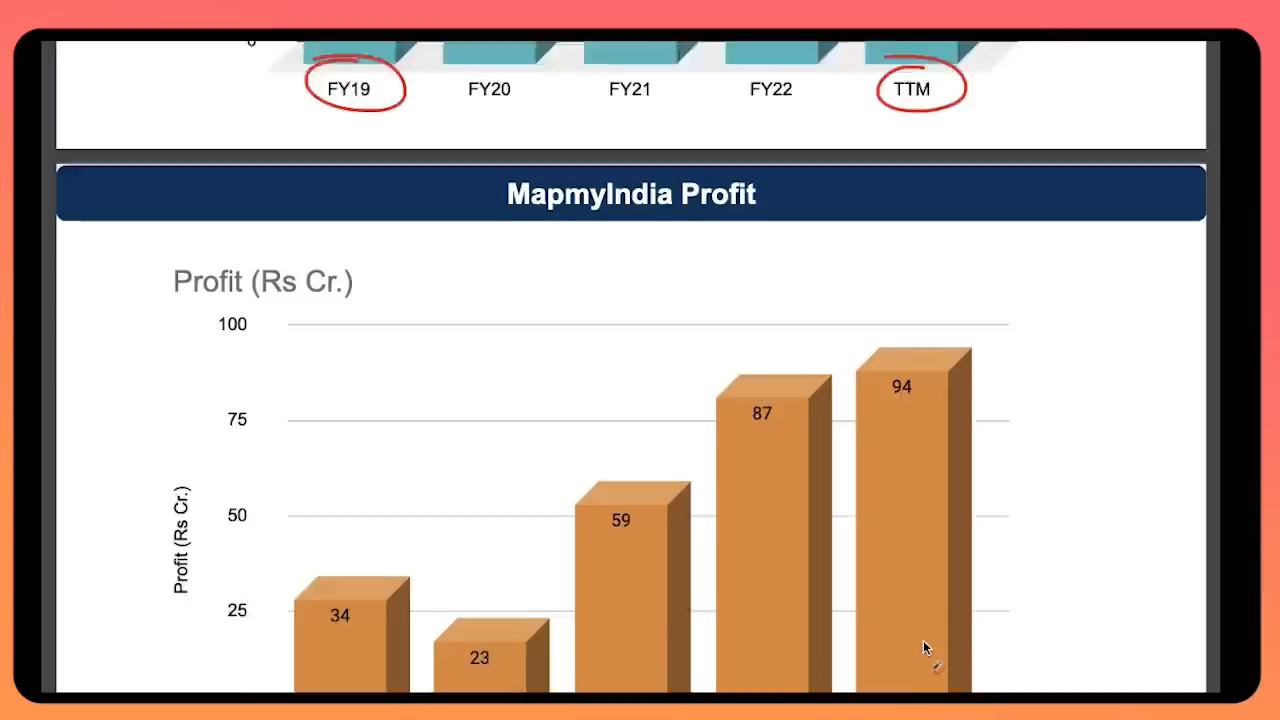 0
FY19 FY20 FY21 FY22 TTM
MapmyIndia Profit
Profit (Rs Cr.)
100
94
87
75
59
50
Profit (Rs Cr.)
34
25
23